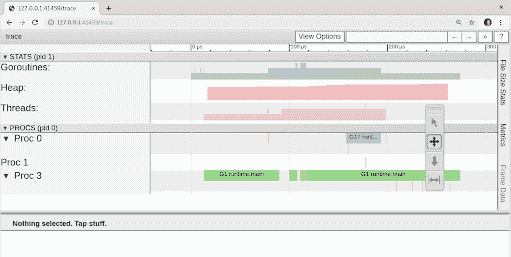 127.0.0.1:41459/trace
127.0.0.1:41459/trace
trace
View Options
← → » ?
0 µs 100 µs 200 µs 300
▼ STATS (pid 1)
Goroutines:
Heap:
Threads:
▼ PROCS (pid 0)
▼ Proc 0
G17 runt...
Proc 1
▼ Proc 3
G1 runtime.main
G1 runtime.main
File Size Stats
Metrics
Frame Data
Nothing selected. Tap stuff.